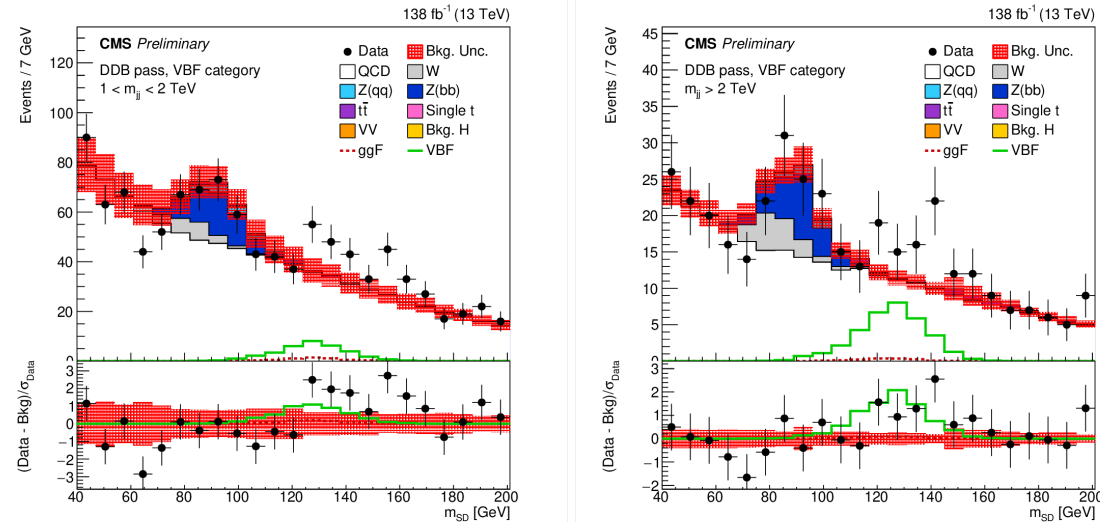 138 fb⁻¹ (13 TeV)
Events / 7 GeV
CMS Preliminary
DDB pass, VBF category
1 < m_jj < 2 TeV
Data
Bkg. Unc.
QCD
W
Z(qq)
Z(bb)
tt̄
Single t
VV
Bkg. H
ggF
VBF
120
100
80
60
40
20
0
(Data - Bkg)/σ_Data
3
2
1
0
−1
−2
−3
40 60 80 100 120 140 160 180 200
m_SD [GeV]
138 fb⁻¹ (13 TeV)
Events / 7 GeV
CMS Preliminary
DDB pass, VBF category
m_jj > 2 TeV
Data
Bkg. Unc.
QCD
W
Z(qq)
Z(bb)
tt̄
Single t
VV
Bkg. H
ggF
VBF
45
40
35
30
25
20
15
10
5
0
(Data - Bkg)/σ_Data
3
2
1
0
−1
−2
40 60 80 100 120 140 160 180 200
m_SD [GeV]